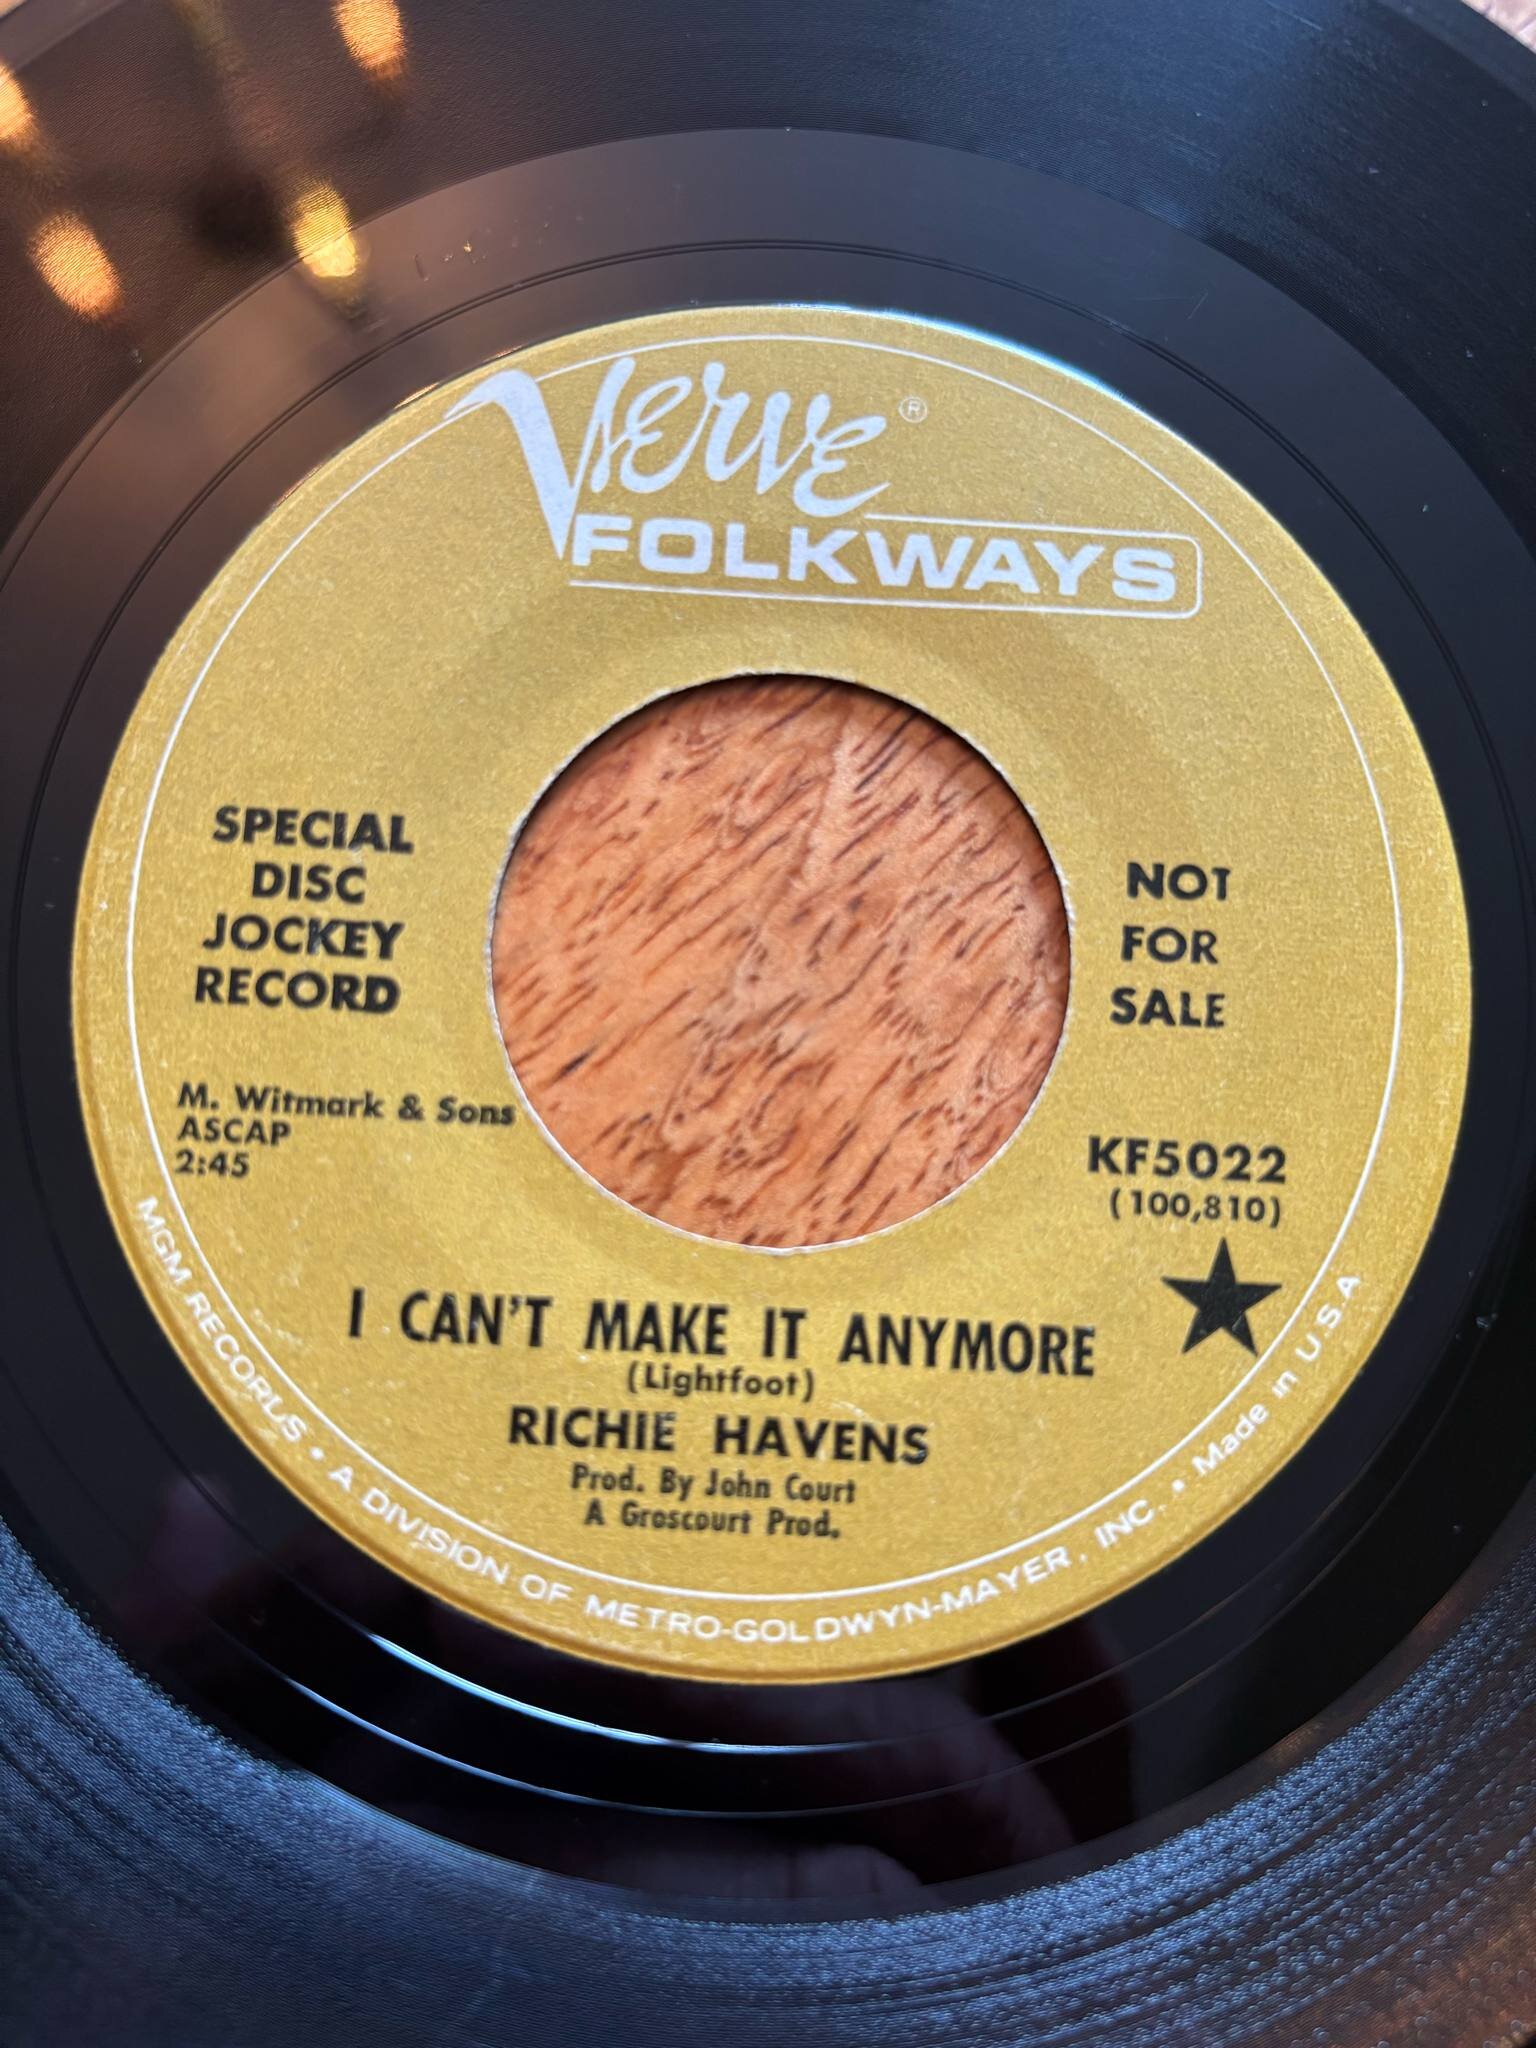 Verve ®
FOLKWAYS
SPECIAL
DISC
JOCKEY
RECORD
NOT
FOR
SALE
M. Witmark & Sons
ASCAP
2:45
KF5022
(100,810)
I CAN'T MAKE IT ANYMORE
(Lightfoot)
RICHIE HAVENS
Prod. By John Court
A Groscourt Prod.
MGM RECORDS • A DIVISION OF METRO-GOLDWYN-MAYER, INC. • Made in U.S.A